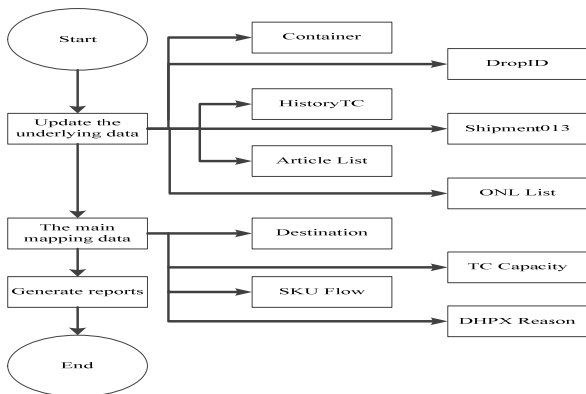 Start
Container
DropID
HistoryTC
Update the
underlying data
Shipment013
Article List
ONL List
The main
mapping data
Destination
TC Capacity
Generate reports
SKU Flow
DHPX Reason
End